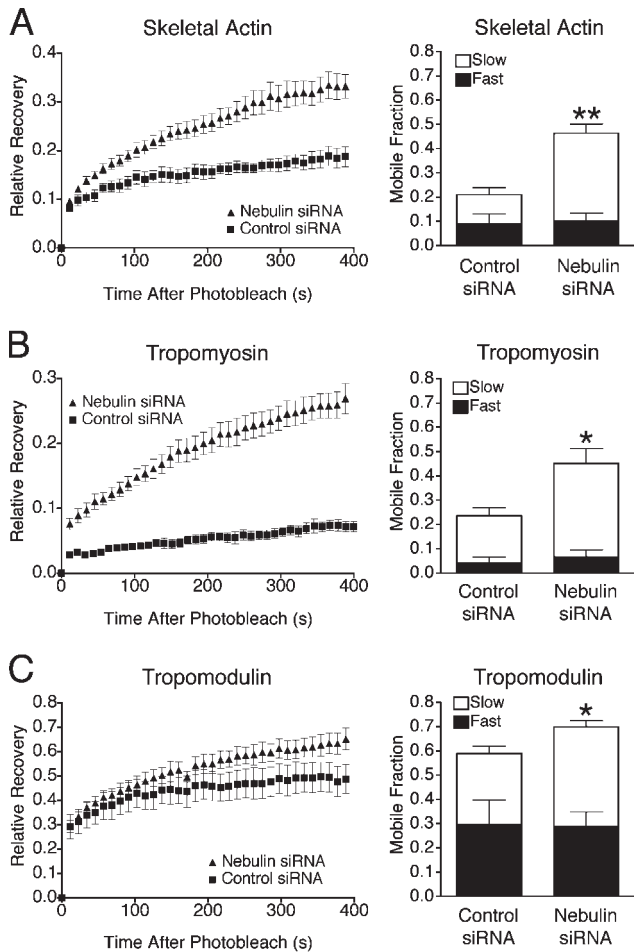 A
Skeletal Actin
Relative Recovery
0.4
0.3
0.2
0.1
0.0
Nebulin siRNA
Control siRNA
0
100
200
300
400
Time After Photobleach (s)
Skeletal Actin
Mobile Fraction
0.8
0.7
0.6
0.5
0.4
0.3
0.2
0.1
0.0
Slow
Fast
**
Control
siRNA
Nebulin
siRNA
B
Tropomyosin
Relative Recovery
0.3
0.2
0.1
0.0
Nebulin siRNA
Control siRNA
0
100
200
300
400
Time After Photobleach (s)
Tropomyosin
Mobile Fraction
0.8
0.7
0.6
0.5
0.4
0.3
0.2
0.1
0.0
Slow
Fast
*
Control
siRNA
Nebulin
siRNA
C
Tropomodulin
Relative Recovery
0.8
0.7
0.6
0.5
0.4
0.3
0.2
0.1
0.0
Nebulin siRNA
Control siRNA
0
100
200
300
400
Time After Photobleach (s)
Tropomodulin
Mobile Fraction
0.8
0.7
0.6
0.5
0.4
0.3
0.2
0.1
0.0
Slow
Fast
*
Control
siRNA
Nebulin
siRNA